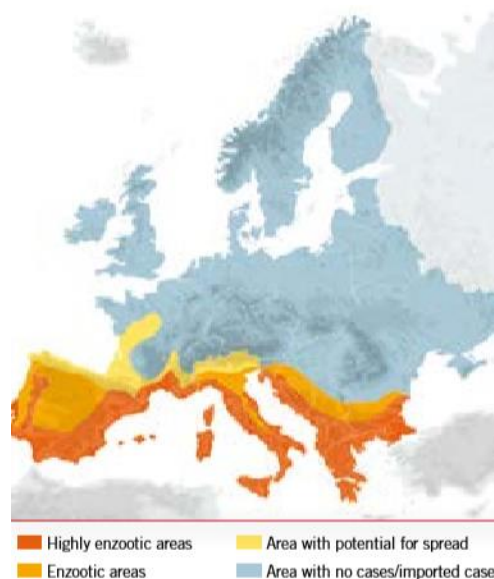 Highly enzootic areas
Area with potential for spread
Enzootic areas
Area with no cases/imported case